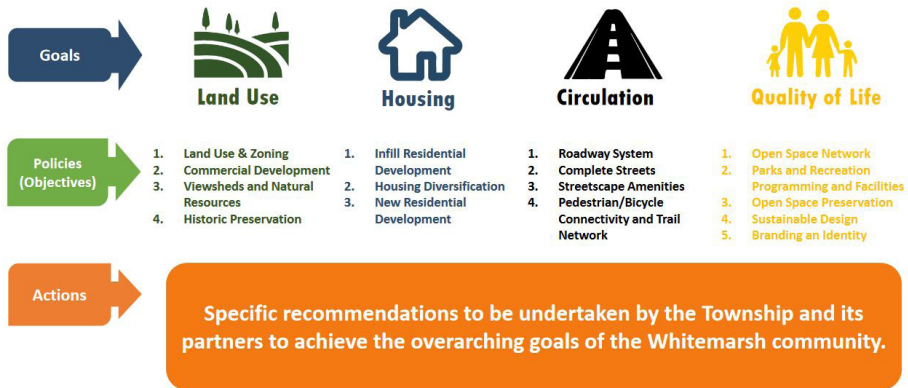 Goals
Land Use
Housing
Circulation
Quality of Life
Policies
(Objectives)
1. Land Use & Zoning
2. Commercial Development
3. Viewsheds and Natural
Resources
4. Historic Preservation
1. Infill Residential
Development
2. Housing Diversification
3. New Residential
Development
1. Roadway System
2. Complete Streets
3. Streetscape Amenities
4. Pedestrian/Bicycle
Connectivity and Trail
Network
1. Open Space Network
2. Parks and Recreation
Programming and Facilities
3. Open Space Preservation
4. Sustainable Design
5. Branding an Identity
Actions
Specific recommendations to be undertaken by the Township and its
partners to achieve the overarching goals of the Whitemarsh community.